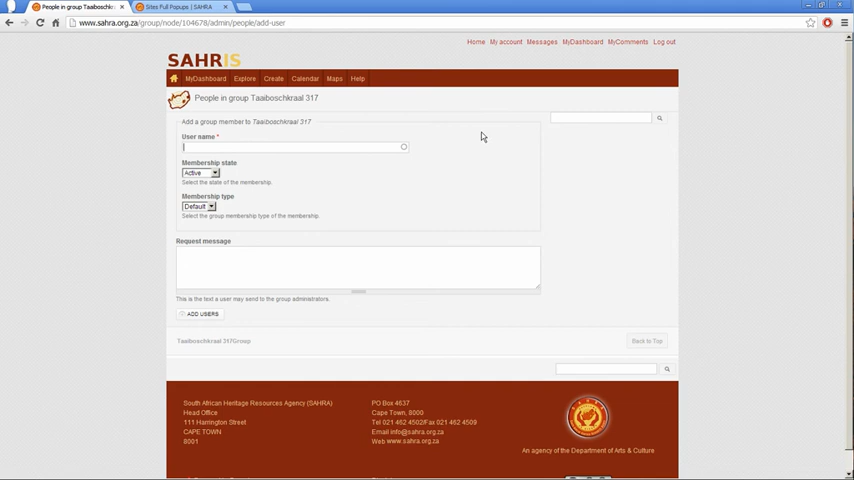 People in group Taaiboschkraal
Sites Full Popups | SAHRA
www.sahra.org.za/group/node/104678/admin/people/add-user
Home My account Messages MyDashboard MyComments Log out
SAHRIS
MyDashboard Explore Create Calendar Maps Help
People in group Taaiboschkraal 317
Add a group member to Taaiboschkraal 317
User name *
Membership state
Active
Select the state of the membership.
Membership type
Default
Select the group membership type of the membership.
Request message
This is the text a user may send to the group administrators.
ADD USERS
Taaiboschkraal 317Group
Back to Top
South African Heritage Resources Agency (SAHRA)
Head Office
111 Harrington Street
CAPE TOWN
8001
PO Box 4637
Cape Town, 8000
Tel 021 462 4502/Fax 021 462 4509
Email info@sahra.org.za
Web www.sahra.org.za
An agency of the Department of Arts & Culture